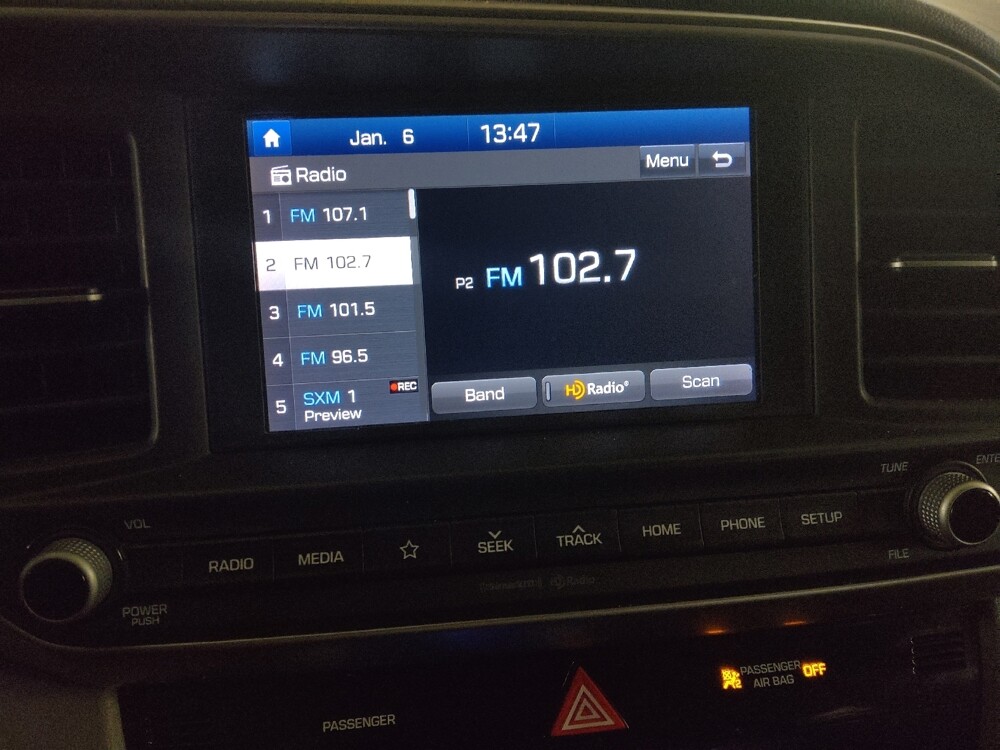 Jan. 6 13:47
Radio Menu
1 FM 107.1
2 FM 102.7
3 FM 101.5
4 FM 96.5
5 SXM 1 REC
Preview
P2 FM 102.7
Band HD Radio® Scan
VOL
RADIO MEDIA SEEK TRACK HOME PHONE SETUP
TUNE
FILE
POWER
PUSH
HD Radio
PASSENGER
PASSENGER
AIR BAG
OFF